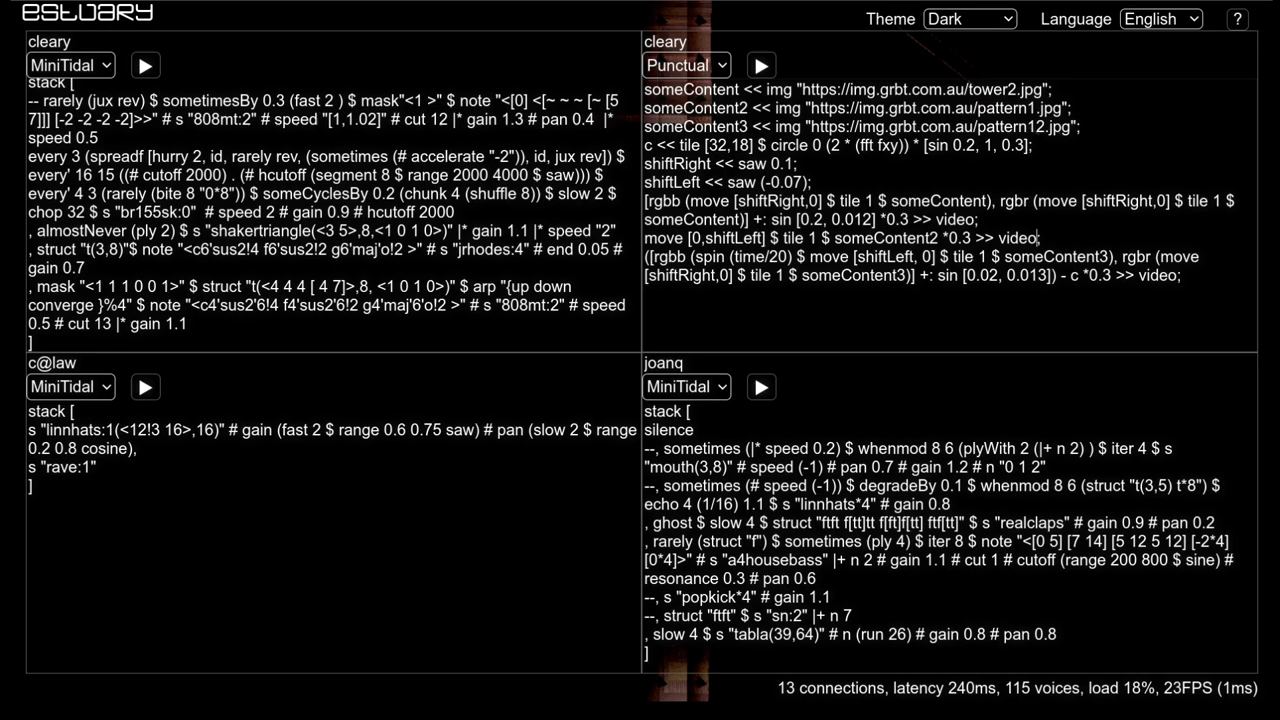 estuary
Theme Dark Language English ?
cleary
MiniTidal
stack [
-- rarely (jux rev) $ sometimesBy 0.3 (fast 2 ) $ mask"<1 >" $ note "<[0] <[~ ~ ~ [~ [5
7]]] [-2 -2 -2 -2]>>" # s "808mt:2" # speed "[1,1.02]" # cut 12 |* gain 1.3 # pan 0.4 |*
speed 0.5
every 3 (spreadf [hurry 2, id, rarely rev, (sometimes (# accelerate "-2")), id, jux rev]) $
every' 16 15 ((# cutoff 2000) . (# hcutoff (segment 8 $ range 2000 4000 $ saw))) $
every' 4 3 (rarely (bite 8 "0*8")) $ someCyclesBy 0.2 (chunk 4 (shuffle 8)) $ slow 2 $
chop 32 $ s "br155sk:0" # speed 2 # gain 0.9 # hcutoff 2000
, almostNever (ply 2) $ s "shakertriangle(<3 5>,8,<1 0 1 0>)" |* gain 1.1 |* speed "2"
, struct "t(3,8)"$ note "<c6'sus2!4 f6'sus2!2 g6'maj'o!2 >" # s "jrhodes:4" # end 0.05 #
gain 0.7
, mask "<1 1 1 0 0 1>" $ struct "t(<4 4 4 [ 4 7]>,8, <1 0 1 0>)" $ arp "{up down
converge }%4" $ note "<c4'sus2'6!4 f4'sus2'6!2 g4'maj'6'o!2 >" # s "808mt:2" # speed
0.5 # cut 13 |* gain 1.1
]
cleary
Punctual
someContent << img "https://img.grbt.com.au/tower2.jpg";
someContent2 << img "https://img.grbt.com.au/pattern1.jpg";
someContent3 << img "https://img.grbt.com.au/pattern12.jpg";
c << tile [32,18] $ circle 0 (2 * (fft fxy)) * [sin 0.2, 1, 0.3];
shiftRight << saw 0.1;
shiftLeft << saw (-0.07);
[rgbb (move [shiftRight,0] $ tile 1 $ someContent), rgbr (move [shiftRight,0] $ tile 1 $
someContent)] +: sin [0.2, 0.012] *0.3 >> video;
move [0,shiftLeft] $ tile 1 $ someContent2 *0.3 >> video;
([rgbb (spin (time/20) $ move [shiftLeft, 0] $ tile 1 $ someContent3), rgbr (move
[shiftRight,0] $ tile 1 $ someContent3)] +: sin [0.02, 0.013]) - c *0.3 >> video;
c@law
MiniTidal
stack [
s "linnhats:1(<12!3 16>,16)" # gain (fast 2 $ range 0.6 0.75 saw) # pan (slow 2 $ range
0.2 0.8 cosine),
s "rave:1"
]
joanq
MiniTidal
stack [
silence
--, sometimes (|* speed 0.2) $ whenmod 8 6 (plyWith 2 (|+ n 2) ) $ iter 4 $ s
"mouth(3,8)" # speed (-1) # pan 0.7 # gain 1.2 # n "0 1 2"
--, sometimes (# speed (-1)) $ degradeBy 0.1 $ whenmod 8 6 (struct "t(3,5) t*8") $
echo 4 (1/16) 1.1 $ s "linnhats*4" # gain 0.8
, ghost $ slow 4 $ struct "ftft f[tt]tt f[ft]f[tt] ftf[tt]" $ s "realclaps" # gain 0.9 # pan 0.2
, rarely (struct "f") $ sometimes (ply 4) $ iter 8 $ note "<[0 5] [7 14] [5 12 5 12] [-2*4]
[0*4]>" # s "a4housebass" |+ n 2 # gain 1.1 # cut 1 # cutoff (range 200 800 $ sine) #
resonance 0.3 # pan 0.6
--, s "popkick*4" # gain 1.1
--, struct "ftft" $ s "sn:2" |+ n 7
, slow 4 $ s "tabla(39,64)" # n (run 26) # gain 0.8 # pan 0.8
]
13 connections, latency 240ms, 115 voices, load 18%, 23FPS (1ms)